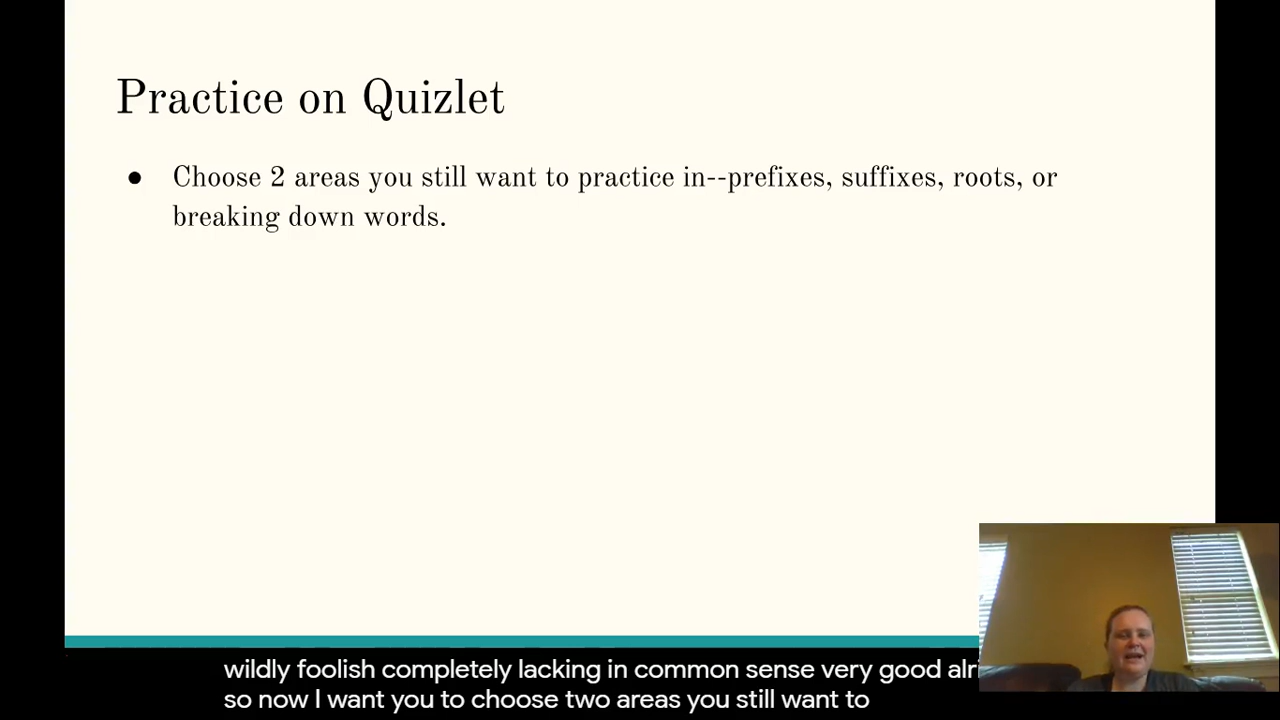 Practice on Quizlet
● Choose 2 areas you still want to practice in--prefixes, suffixes, roots, or
breaking down words.
wildly foolish completely lacking in common sense very good
so now I want you to choose two areas you still want to